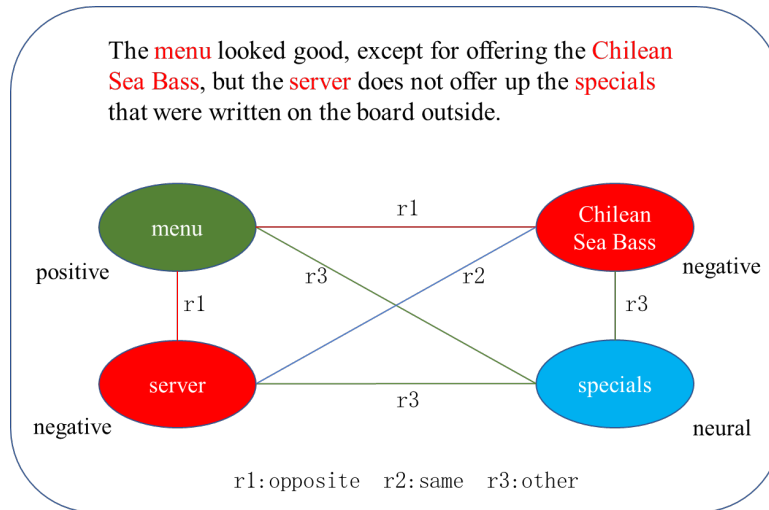 The menu looked good, except for offering the Chilean
Sea Bass, but the server does not offer up the specials
that were written on the board outside.
menu
r1
Chilean
Sea Bass
positive
r3
r2
negative
r1
r3
server
r3
specials
negative
neural
r1:opposite r2:same r3:other